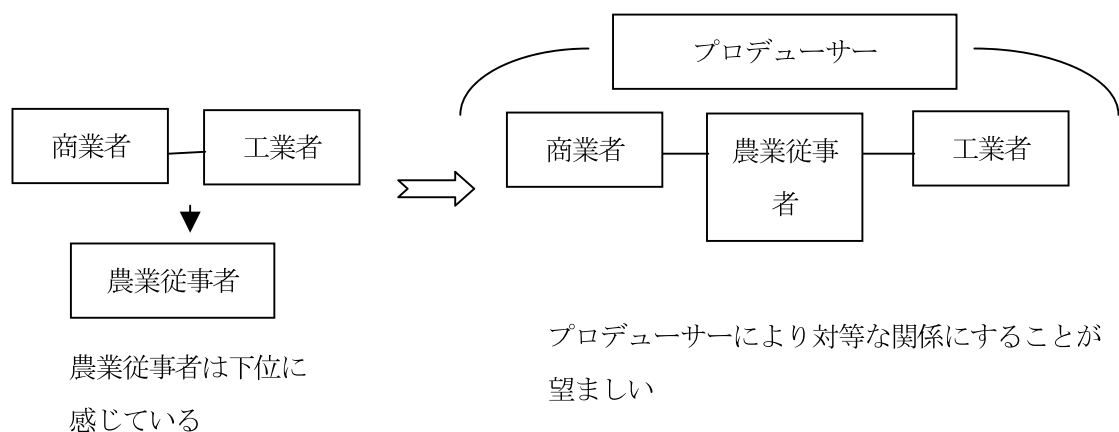 商業者
工業者
農業従事者
農業従事者は下位に
感じている
プロデューサー
商業者
農業従事
者
工業者
プロデューサーにより対等な関係にすることが
望ましい